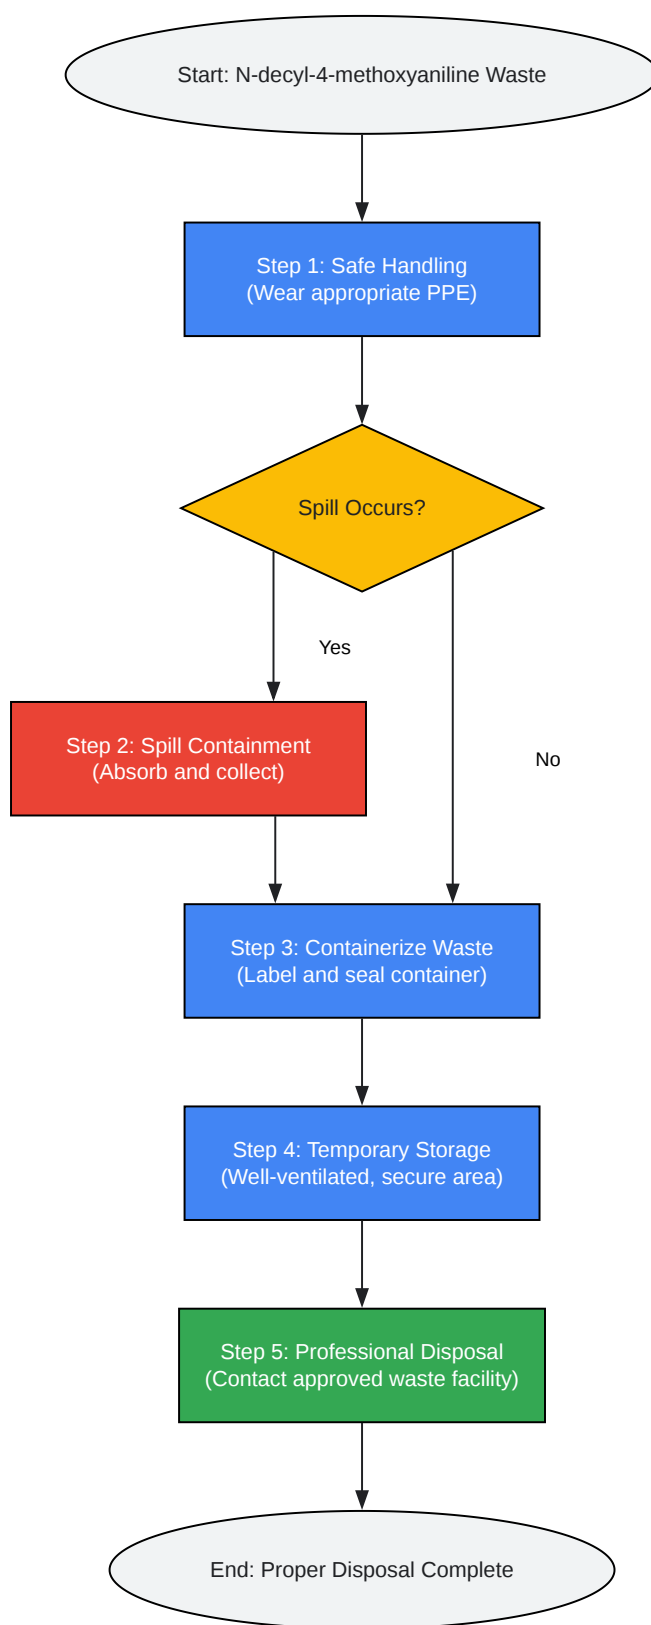 Start: N-decyl-4-methoxyaniline Waste
Step 1: Safe Handling
(Wear appropriate PPE)
Spill Occurs?
Yes
Step 2: Spill Containment
(Absorb and collect)
No
Step 3: Containerize Waste
(Label and seal container)
Step 4: Temporary Storage
(Well-ventilated, secure area)
Step 5: Professional Disposal
(Contact approved waste facility)
End: Proper Disposal Complete